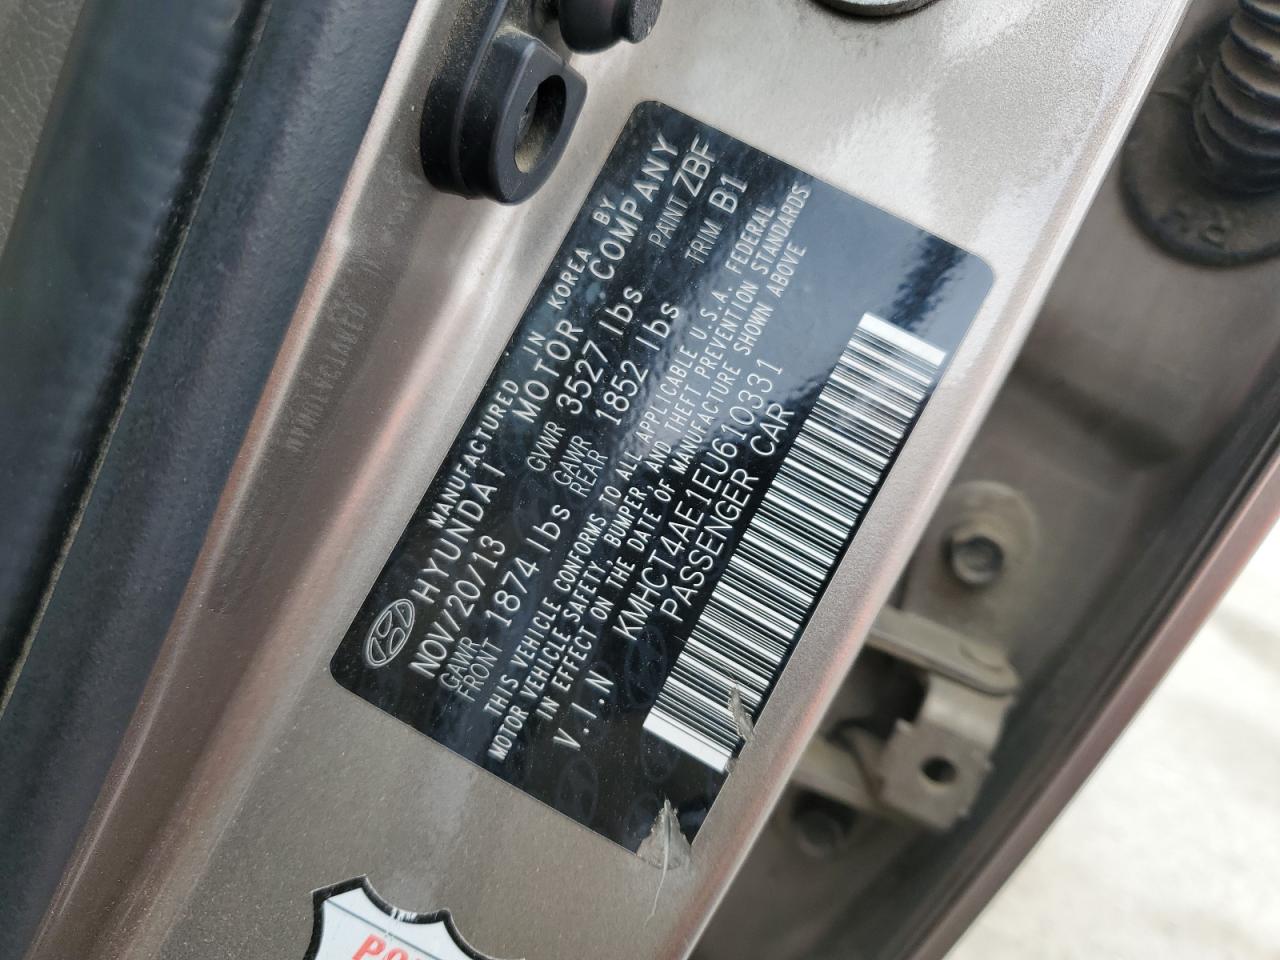 MANUFACTURED IN KOREA BY
HYUNDAI MOTOR COMPANY
NOV/20/13 GVWR 3527 lbs PAINT ZBF
GAWR FRONT 1874 lbs GAWR REAR 1852 lbs TRIM B1
THIS VEHICLE CONFORMS TO ALL APPLICABLE U.S.A. FEDERAL
MOTOR VEHICLE SAFETY, BUMPER, AND THEFT PREVENTION STANDARDS
IN EFFECT ON THE DATE OF MANUFACTURE SHOWN ABOVE
V.I.N KMHCT4AE1EU610331
PASSENGER CAR